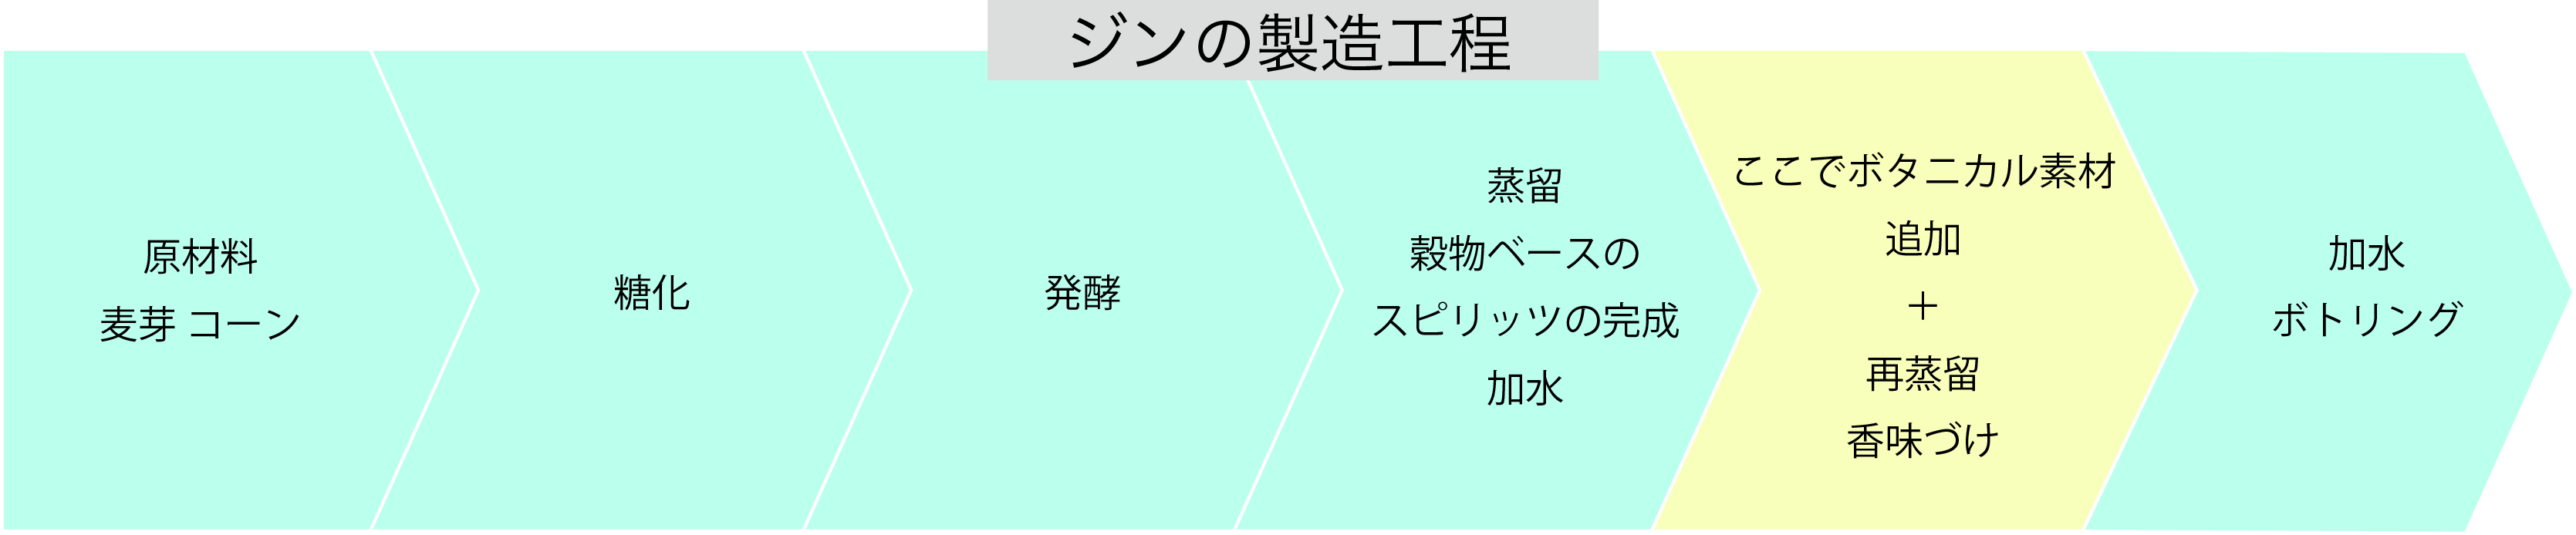 ジンの製造工程
原材料
麦芽 コーン
糖化
発酵
蒸留
穀物ベースの
スピリッツの完成
加水
ここでボタニカル素材
追加
＋
再蒸留
香味づけ
加水
ボトリング